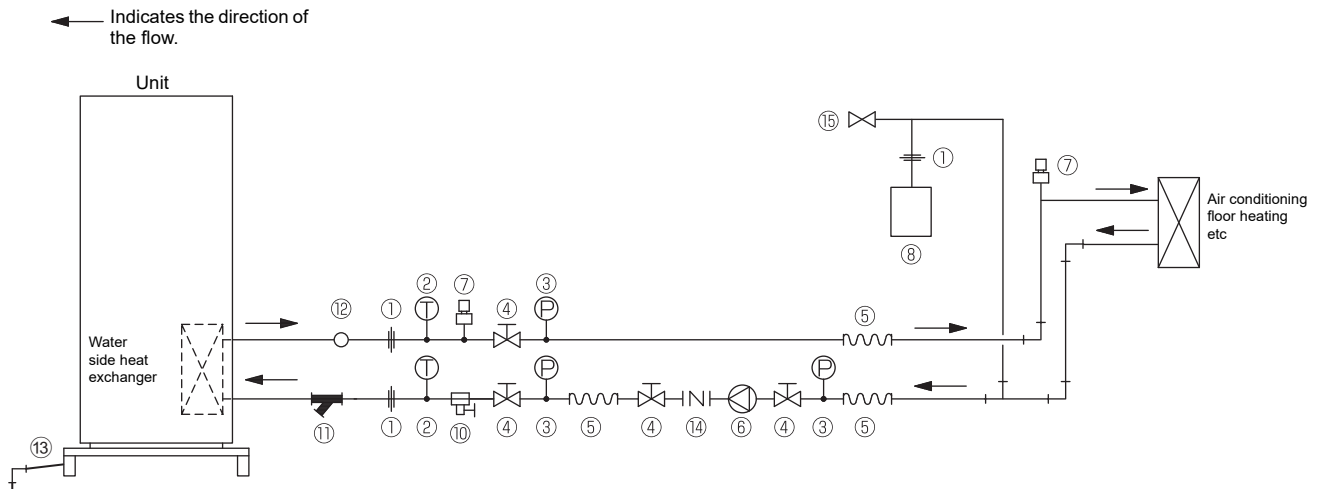 Indicates the direction of
the flow.
Unit
⑮
①
⑦
⑧
Air conditioning
floor heating
etc
② ⑦ ③
⑫ ① T ④ P ⑤
Water
side heat
exchanger
T P P
⑪ ① ② ⑩ ④ ③ ⑤ ④ ⑭ ⑥ ④ ③ ⑤
⑬